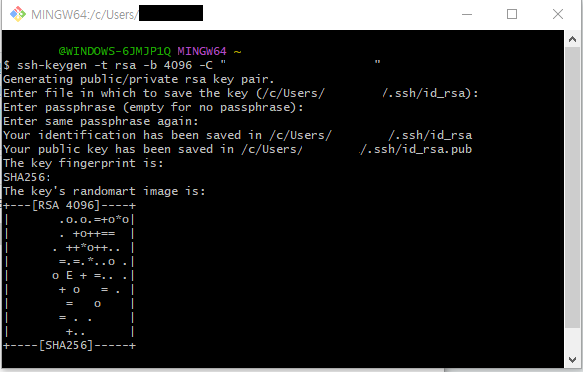 MINGW64:/c/Users/
@WINDOWS-6JMJP1Q MINGW64 ~
$ ssh-keygen -t rsa -b 4096 -C "                    "
Generating public/private rsa key pair.
Enter file in which to save the key (/c/Users/        /.ssh/id_rsa):
Enter passphrase (empty for no passphrase):
Enter same passphrase again:
Your identification has been saved in /c/Users/        /.ssh/id_rsa
Your public key has been saved in /c/Users/        /.ssh/id_rsa.pub
The key fingerprint is:
SHA256:
The key's randomart image is:
+---[RSA 4096]----+
|       .o.o.=+o*o|
|       . +o++==  |
|      . ++*o++.. |
|       =.=.*..o .|
|      o E + =.. .|
|       + o   = . |
|        =   o    |
|       = . .     |
|        +..      |
+----[SHA256]-----+